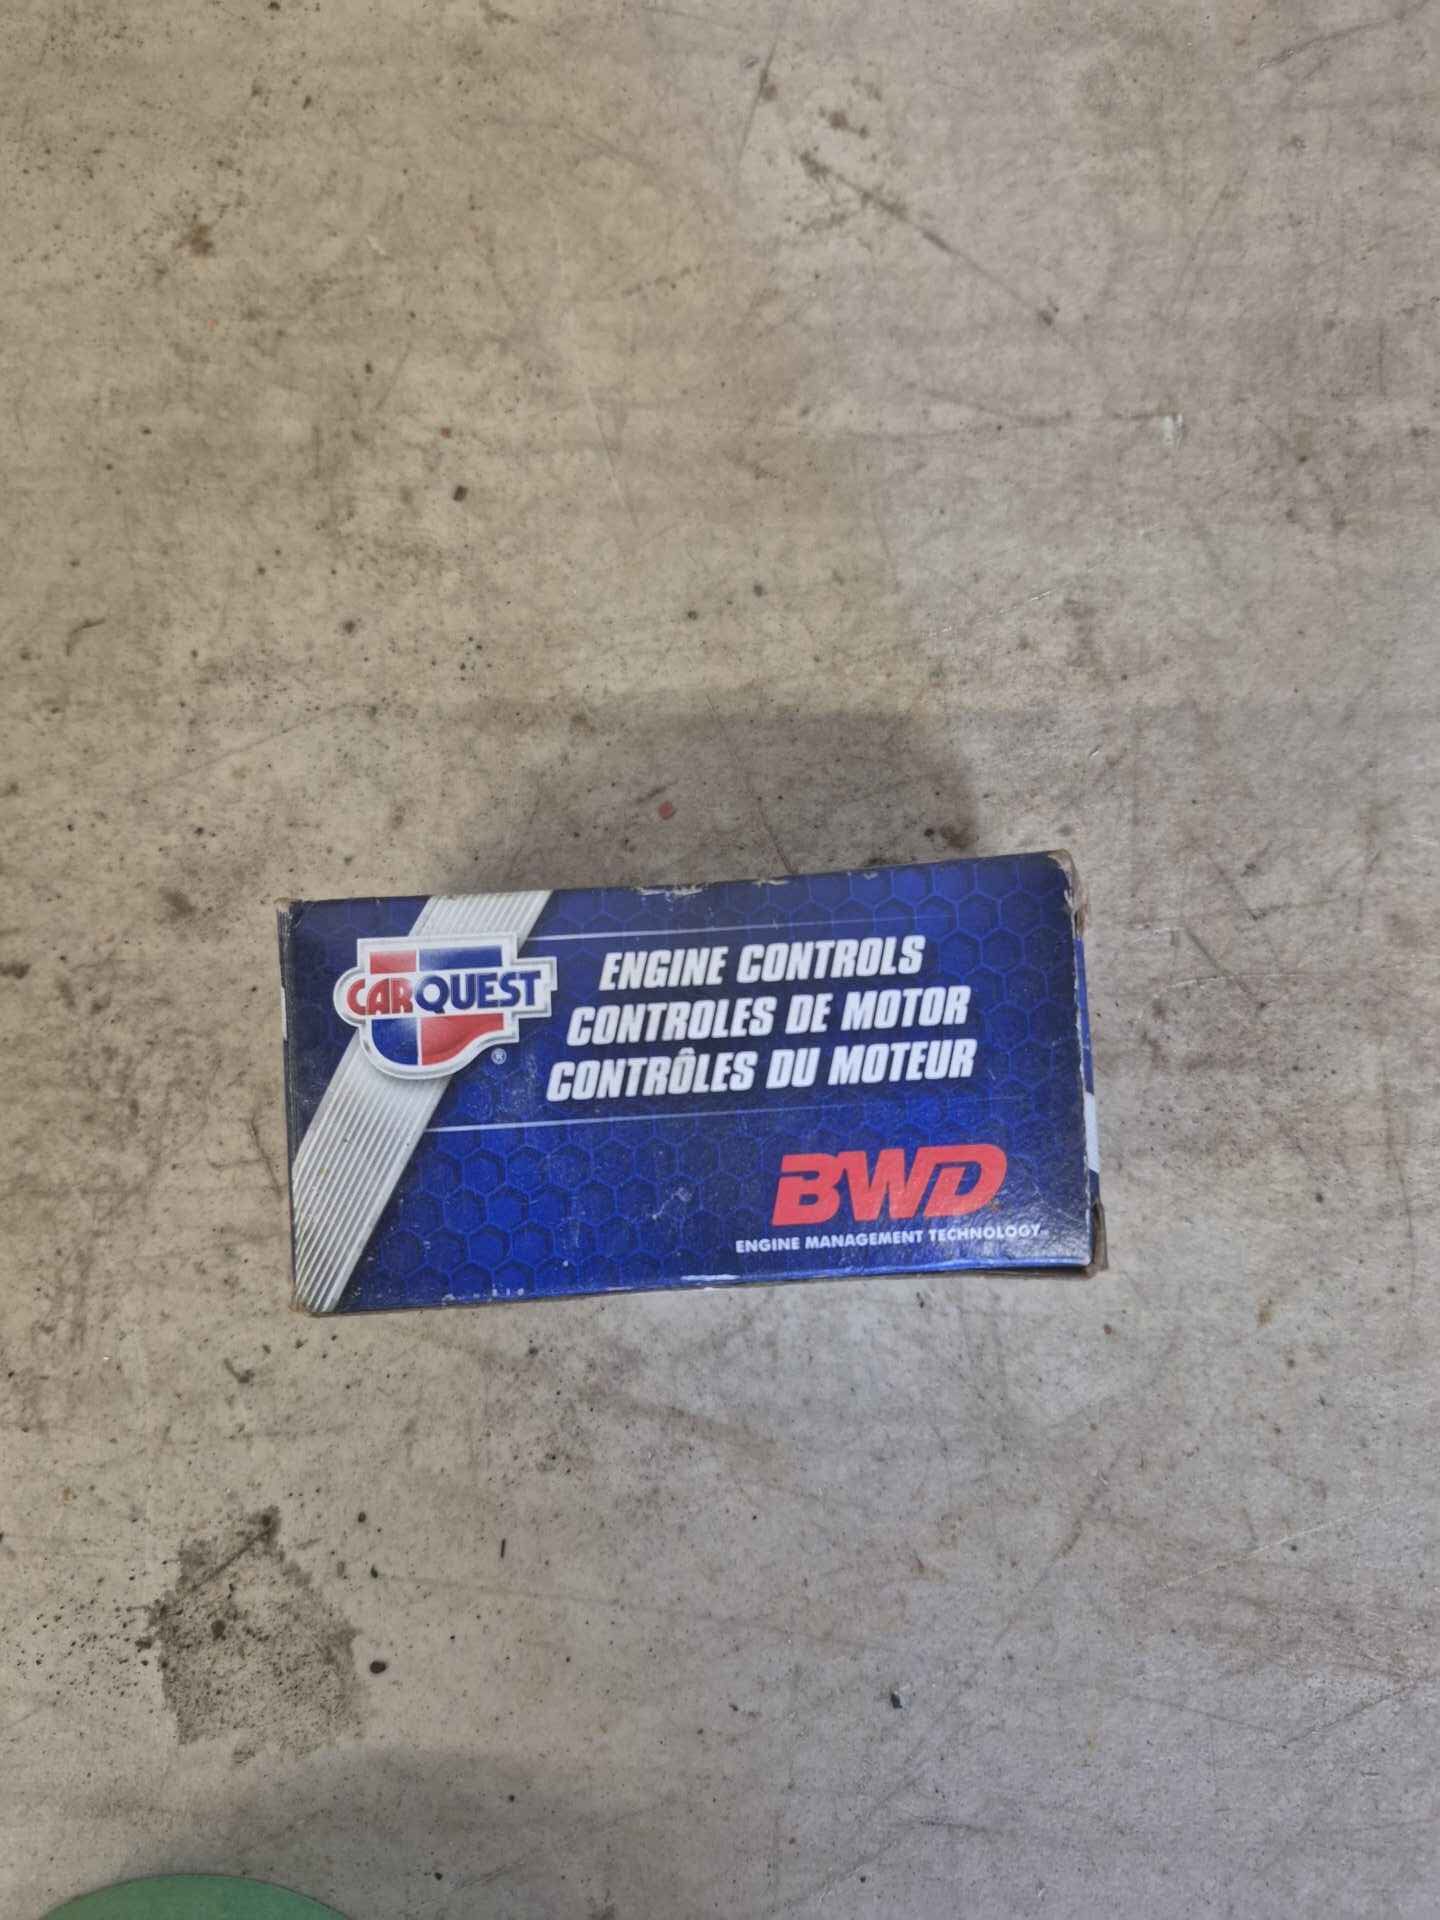 CARQUEST
®
ENGINE CONTROLS
CONTROLES DE MOTOR
CONTRÔLES DU MOTEUR
BWD
ENGINE MANAGEMENT TECHNOLOGY